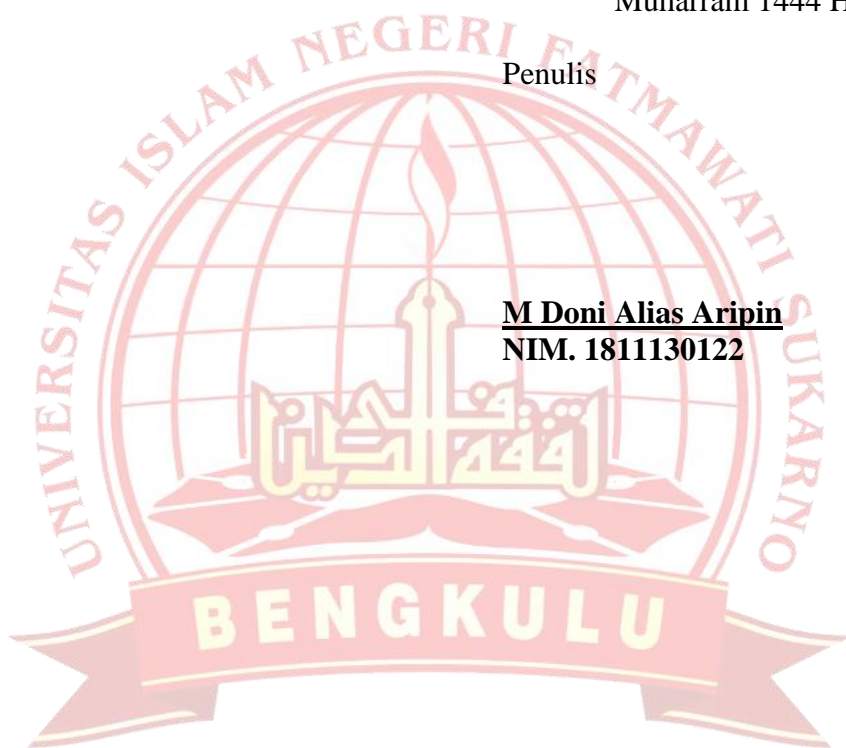 Muharram 1444 H
Penulis
M Doni Alias Aripin
NIM. 1811130122
UNIVERSITAS ISLAM NEGERI FATMAWATI SUKARNO
BENGKULU